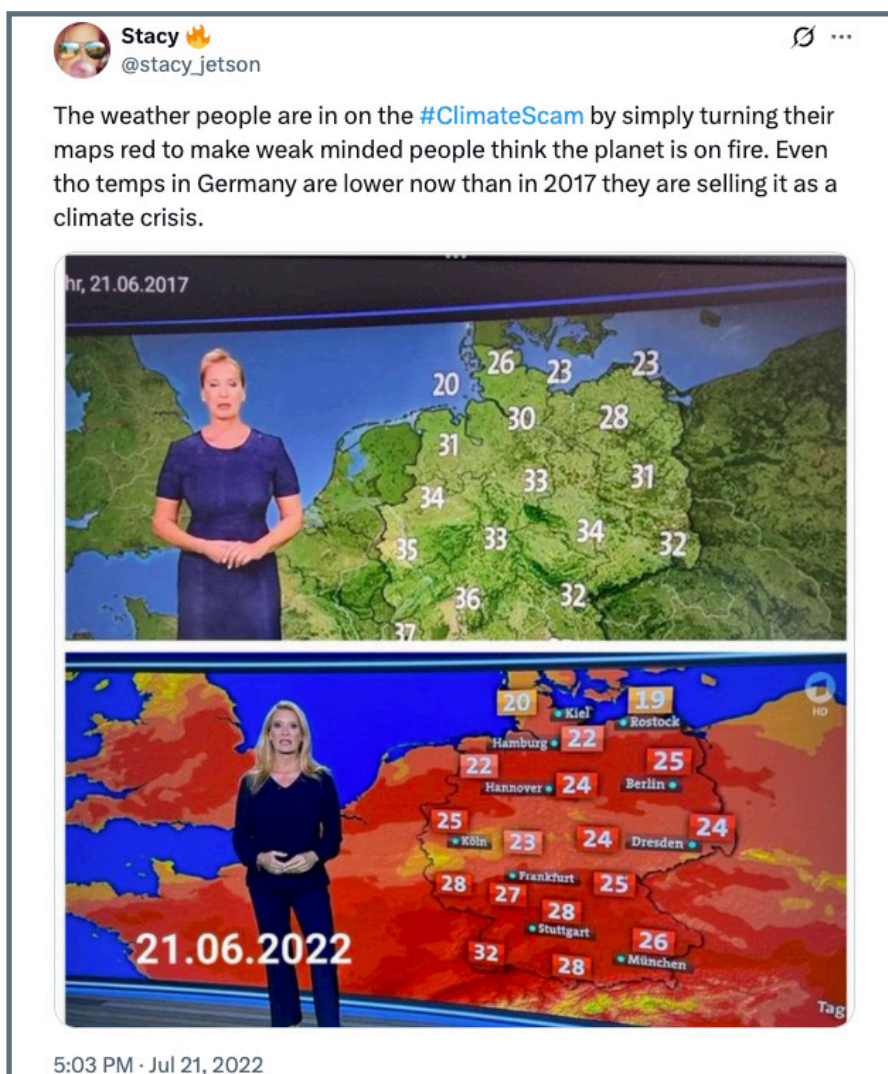 Stacy 🔥
@stacy_jetson
The weather people are in on the #ClimateScam by simply turning their
maps red to make weak minded people think the planet is on fire. Even
tho temps in Germany are lower now than in 2017 they are selling it as a
climate crisis.
hr, 21.06.2017
26
23
23
20
30
28
31
33
31
34
35
33
34
32
36
32
37
20
Kiel
19
Rostock
HD
Hamburg
22
22
25
Hannover
24
Berlin
25
Köln
23
24
Dresden
24
28
Frankfurt
27
25
28
Stuttgart
21.06.2022
32
26
München
28
Tag
5:03 PM · Jul 21, 2022